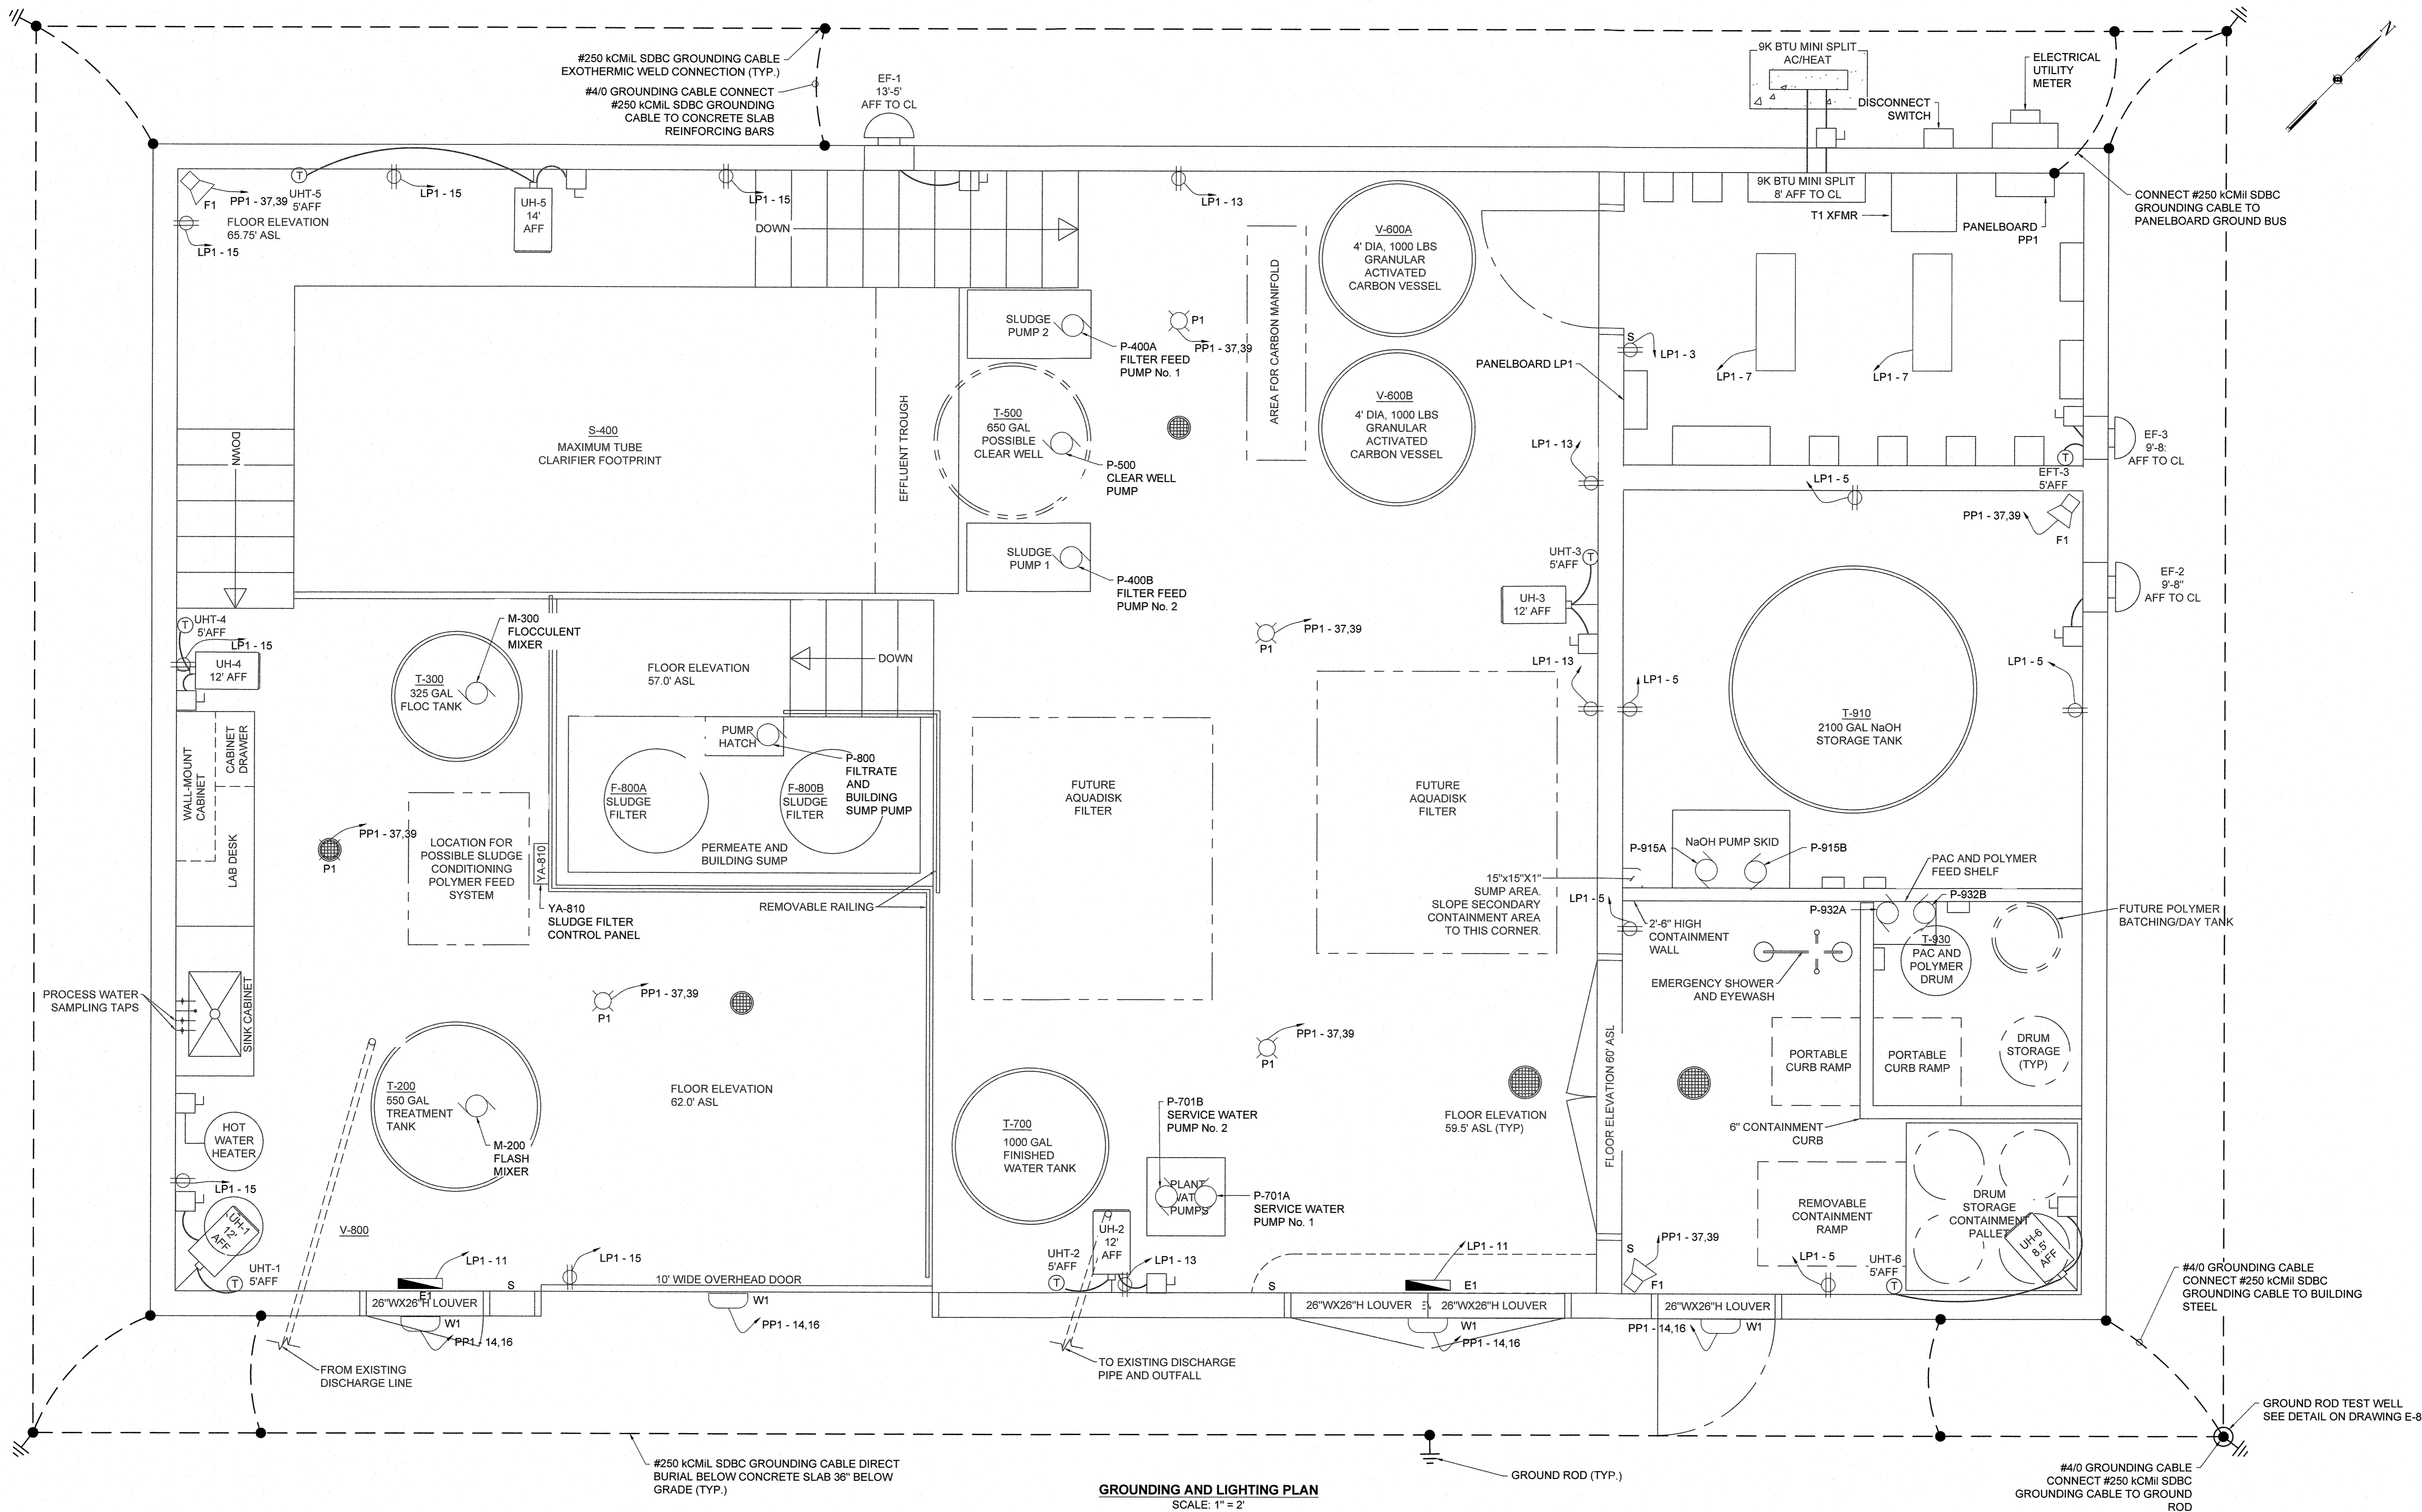 N
#250 kCMiL SDBC GROUNDING CABLE
EXOTHERMIC WELD CONNECTION (TYP.)
#4/0 GROUNDING CABLE CONNECT
#250 kCMiL SDBC GROUNDING
CABLE TO CONCRETE SLAB
REINFORCING BARS
EF-1
13'-5'
AFF TO CL
9K BTU MINI SPLIT
AC/HEAT
DISCONNECT
SWITCH
ELECTRICAL
UTILITY
METER
CONNECT #250 kCMil SDBC
GROUNDING CABLE TO
PANELBOARD GROUND BUS
F1
PP1 - 37,39
UHT-5
5'AFF
LP1 - 15
UH-5
14'
AFF
LP1 - 15
LP1 - 13
FLOOR ELEVATION
65.75' ASL
LP1 - 15
DOWN
9K BTU MINI SPLIT
8' AFF TO CL
T1 XFMR
PANELBOARD
PP1
V-600A
4' DIA, 1000 LBS
GRANULAR
ACTIVATED
CARBON VESSEL
AREA FOR CARBON MANIFOLD
SLUDGE
PUMP 2
P-400A
FILTER FEED
PUMP No. 1
P1
PP1 - 37,39
S
LP1 - 3
LP1 - 7
LP1 - 7
PANELBOARD LP1
V-600B
4' DIA, 1000 LBS
GRANULAR
ACTIVATED
CARBON VESSEL
S-400
MAXIMUM TUBE
CLARIFIER FOOTPRINT
EFFLUENT TROUGH
T-500
650 GAL
POSSIBLE
CLEAR WELL
P-500
CLEAR WELL
PUMP
LP1 - 13
EF-3
9'-8:
AFF TO CL
EFT-3
5'AFF
T
DOWN
LP1 - 5
PP1 - 37,39
F1
SLUDGE
PUMP 1
P-400B
FILTER FEED
PUMP No. 2
UHT-3
5'AFF
T
UH-3
12' AFF
EF-2
9'-8"
AFF TO CL
T
UHT-4
5'AFF
LP1 - 15
UH-4
12' AFF
M-300
FLOCCULENT
MIXER
T-300
325 GAL
FLOC TANK
FLOOR ELEVATION
57.0' ASL
DOWN
PP1 - 37,39
P1
LP1 - 13
LP1 - 5
LP1 - 5
T-910
2100 GAL NaOH
STORAGE TANK
WALL-MOUNT
CABINET
CABINET
DRAWER
LAB DESK
PUMP
HATCH
P-800
FILTRATE
AND
BUILDING
SUMP PUMP
F-800A
SLUDGE
FILTER
F-800B
SLUDGE
FILTER
PERMEATE AND
BUILDING SUMP
FUTURE
AQUADISK
FILTER
FUTURE
AQUADISK
FILTER
PP1 - 37,39
P1
LOCATION FOR
POSSIBLE SLUDGE
CONDITIONING
POLYMER FEED
SYSTEM
YA-810
YA-810
SLUDGE FILTER
CONTROL PANEL
REMOVABLE RAILING
P-915A
NaOH PUMP SKID
P-915B
PAC AND POLYMER
FEED SHELF
15"x15"X1"
SUMP AREA.
SLOPE SECONDARY
CONTAINMENT AREA
TO THIS CORNER.
LP1 - 5
2'-6" HIGH
CONTAINMENT
WALL
P-932A
P-932B
T-930
PAC AND
POLYMER
DRUM
FUTURE POLYMER
BATCHING/DAY TANK
EMERGENCY SHOWER
AND EYEWASH
PROCESS WATER
SAMPLING TAPS
SINK CABINET
PP1 - 37,39
P1
PP1 - 37,39
P1
PORTABLE
CURB RAMP
PORTABLE
CURB RAMP
DRUM
STORAGE
(TYP)
T-200
550 GAL
TREATMENT
TANK
M-200
FLASH
MIXER
FLOOR ELEVATION
62.0' ASL
T-700
1000 GAL
FINISHED
WATER TANK
P-701B
SERVICE WATER
PUMP No. 2
P-701A
SERVICE WATER
PUMP No. 1
PLANT
PUMPS
FLOOR ELEVATION
59.5' ASL (TYP)
FLOOR ELEVATION 60' ASL
6" CONTAINMENT
CURB
HOT
WATER
HEATER
LP1 - 15
UH-1
12'
AFF
UHT-1
5'AFF
T
V-800
LP1 - 11
E1
S
LP1 - 15
10' WIDE OVERHEAD DOOR
UHT-2
5'AFF
T
UH-2
12'
AFF
LP1 - 13
LP1 - 11
S
E1
REMOVABLE
CONTAINMENT
RAMP
DRUM
STORAGE
CONTAINMENT
PALLET
UH-6
8.5'
AFF
S
PP1 - 37,39
F1
LP1 - 5
UHT-6
5'AFF
T
26"WX26"H LOUVER
W1
PP1 - 14,16
W1
PP1 - 14,16
26"WX26"H LOUVER
26"WX26"H LOUVER
W1
PP1 - 14,16
26"WX26"H LOUVER
PP1 - 14,16
W1
FROM EXISTING
DISCHARGE LINE
TO EXISTING DISCHARGE
PIPE AND OUTFALL
#4/0 GROUNDING CABLE
CONNECT #250 kCMil SDBC
GROUNDING CABLE TO BUILDING
STEEL
GROUND ROD TEST WELL
SEE DETAIL ON DRAWING E-8
#250 kCMiL SDBC GROUNDING CABLE DIRECT
BURIAL BELOW CONCRETE SLAB 36" BELOW
GRADE (TYP.)
GROUND ROD (TYP.)
#4/0 GROUNDING CABLE
CONNECT #250 kCMil SDBC
GROUNDING CABLE TO GROUND
ROD
GROUNDING AND LIGHTING PLAN
SCALE: 1" = 2'